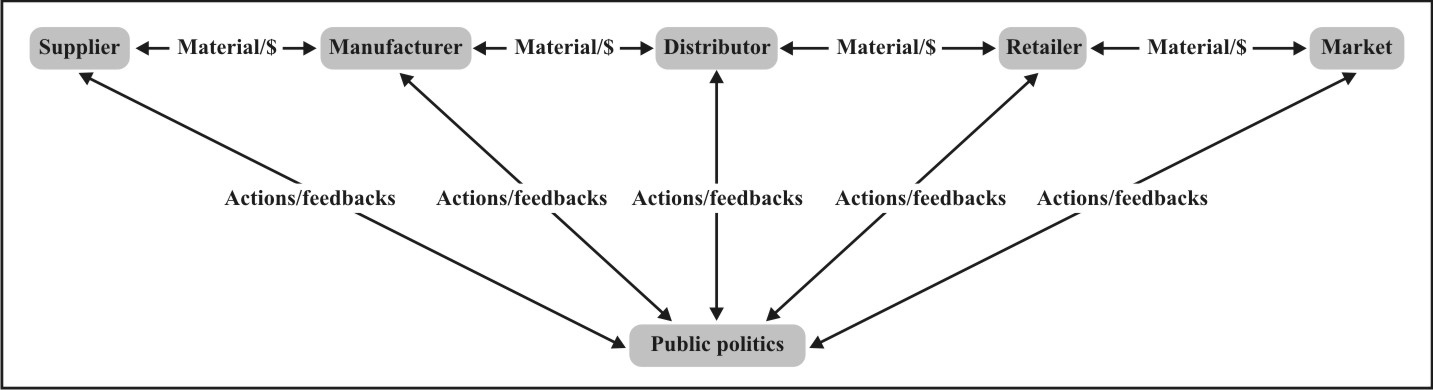 Supplier Material/$ Manufacturer Material/$ Distributor Material/$ Retailer Material/$ Market
Actions/feedbacks Actions/feedbacks Actions/feedbacks Actions/feedbacks Actions/feedbacks
Public politics